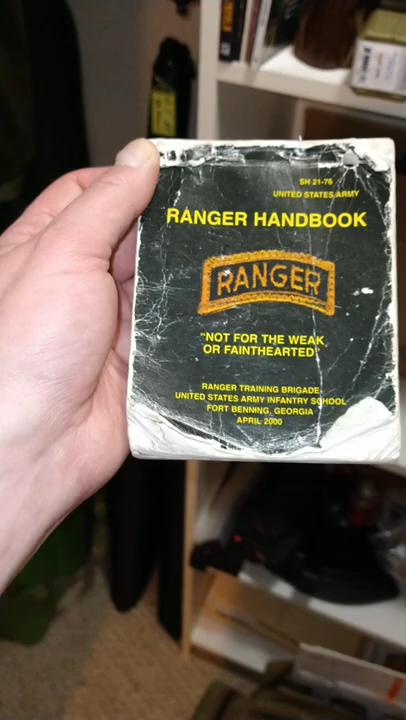 SH 21-76
UNITED STATES ARMY
RANGER HANDBOOK
RANGER
"NOT FOR THE WEAK
OR FAINTHEARTED"
RANGER TRAINING BRIGADE
UNITED STATES ARMY INFANTRY SCHOOL
FORT BENNING, GEORGIA
APRIL 2000